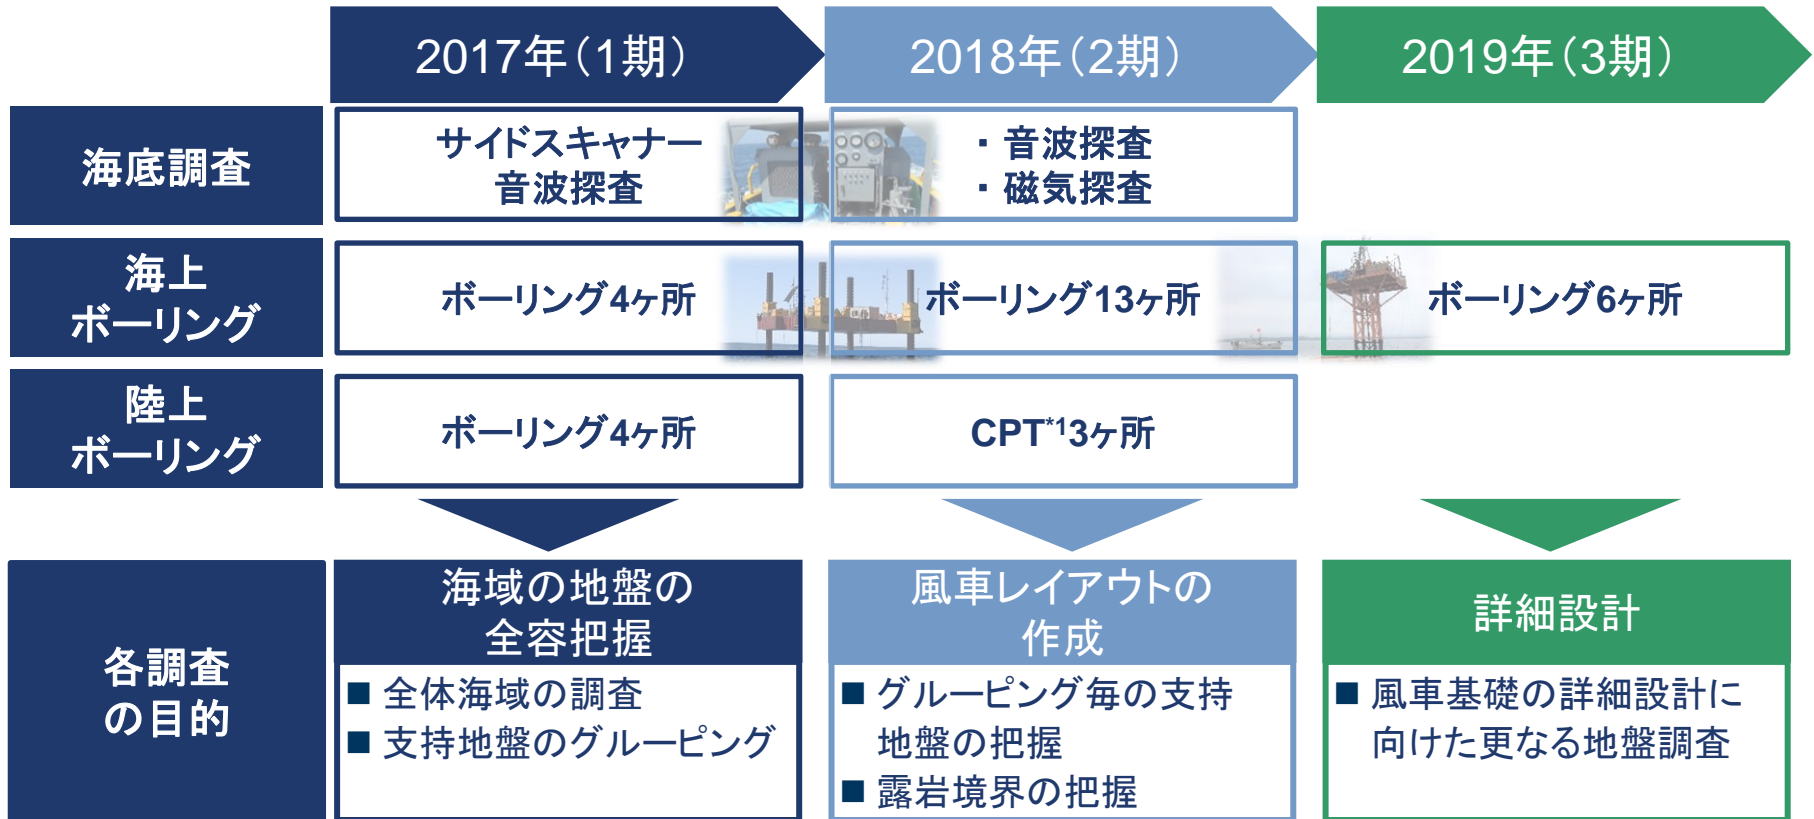 2017年（1期）
2018年（2期）
2019年（3期）
海底調査
サイドスキャナー
音波探査
・音波探査
・磁気探査
海上
ボーリング
ボーリング4ヶ所
ボーリング13ヶ所
ボーリング6ヶ所
陸上
ボーリング
ボーリング4ヶ所
CPT*13ヶ所
各調査
の目的
海域の地盤の
全容把握
■ 全体海域の調査
■ 支持地盤のグルーピング
風車レイアウトの
作成
■ グルーピング毎の支持
地盤の把握
■ 露岩境界の把握
詳細設計
■ 風車基礎の詳細設計に
向けた更なる地盤調査